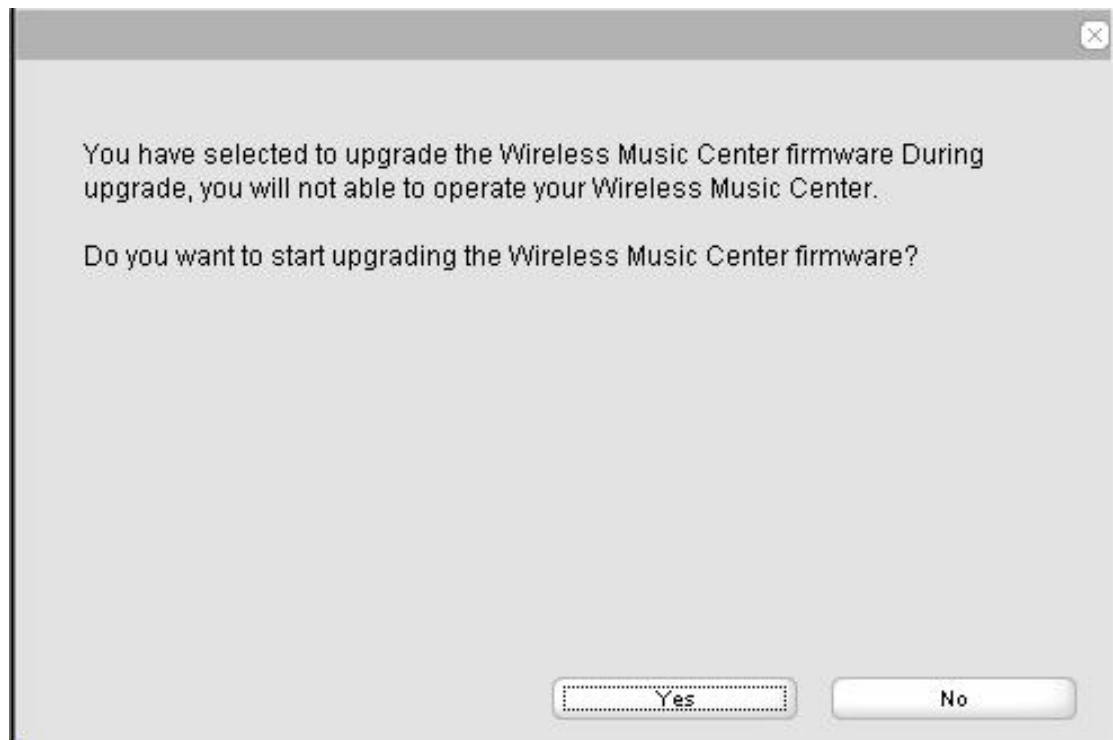 You have selected to upgrade the Wireless Music Center firmware During
upgrade, you will not able to operate your Wireless Music Center.
Do you want to start upgrading the Wireless Music Center firmware?
Yes
No